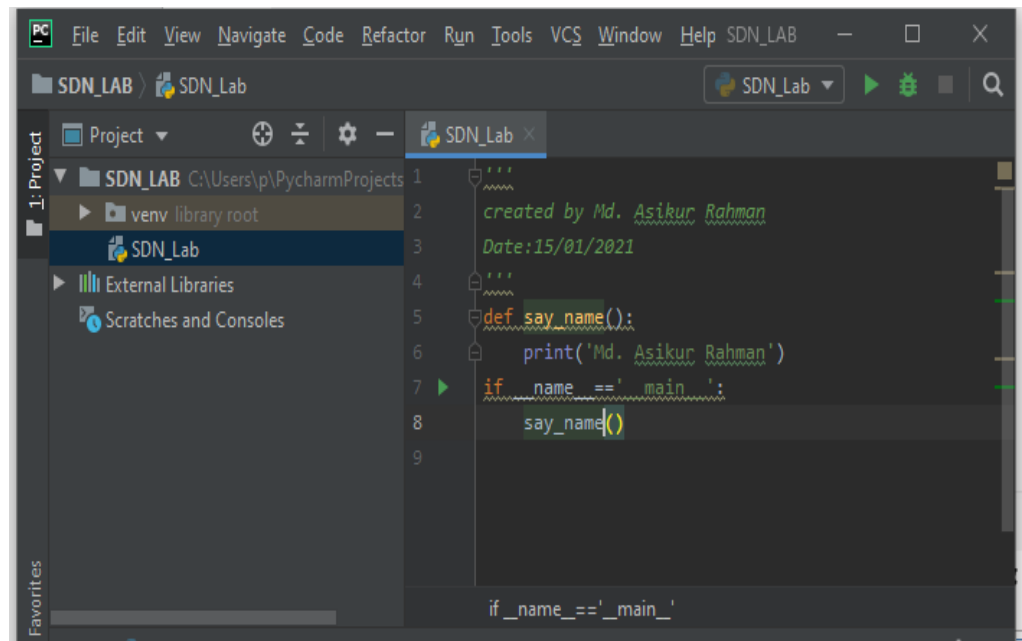 PC File Edit View Navigate Code Refactor Run Tools VCS Window Help SDN_LAB
SDN_LAB SDN_Lab SDN_Lab
1: Project
Project
SDN_Lab
SDN_LAB C:\Users\p\PycharmProjects
venv library root
SDN_Lab
External Libraries
Scratches and Consoles
1 '''
2 created by Md. Asikur Rahman
3 Date:15/01/2021
4 '''
5 def say_name():
6 print('Md. Asikur Rahman')
7 if __name__=='__main__':
8 say_name()
9
if __name__=='__main__'
Favorites